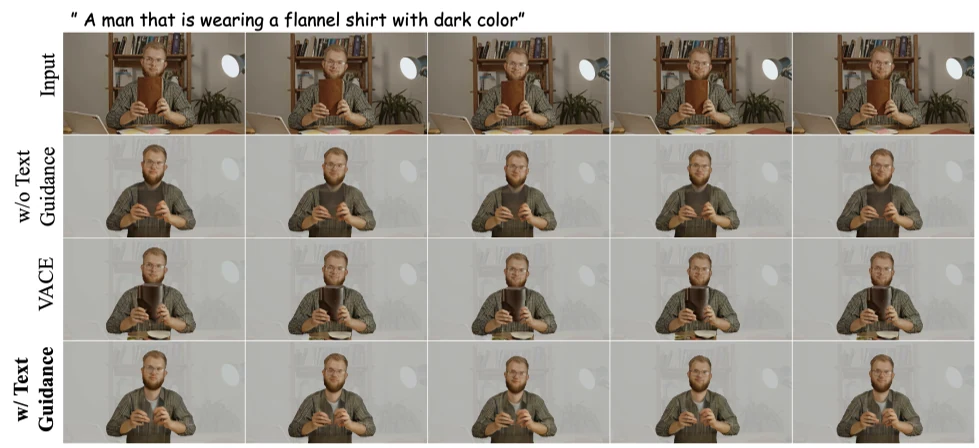 ” A man that is wearing a flannel shirt with dark color”
Input
w/o Text
Guidance
VACE
w/ Text
Guidance